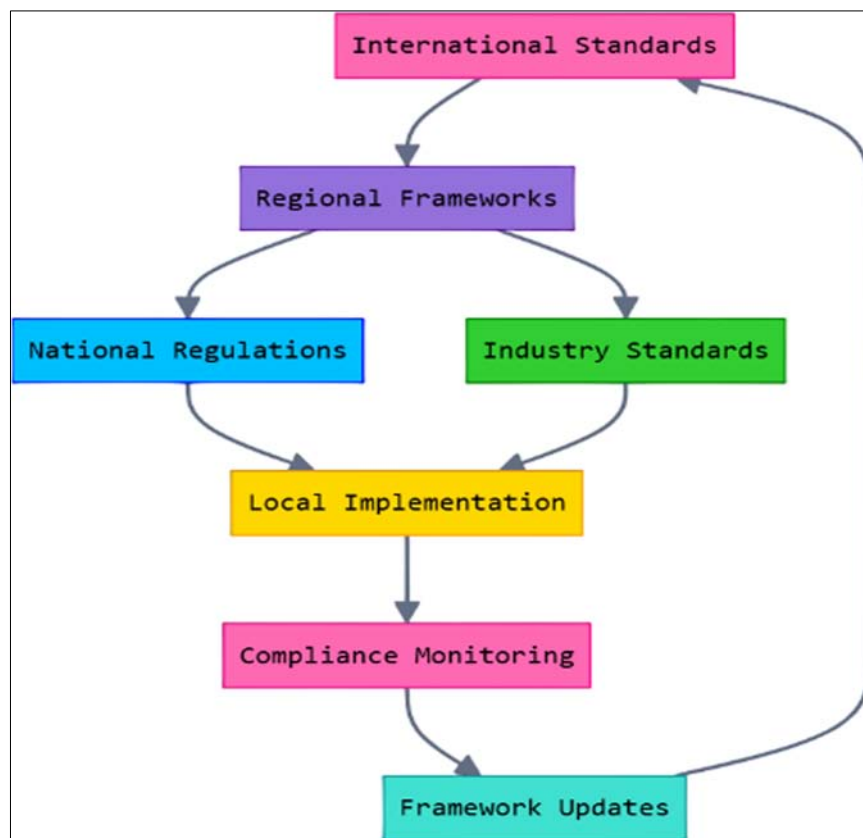 International Standards
Regional Frameworks
National Regulations
Industry Standards
Local Implementation
Compliance Monitoring
Framework Updates